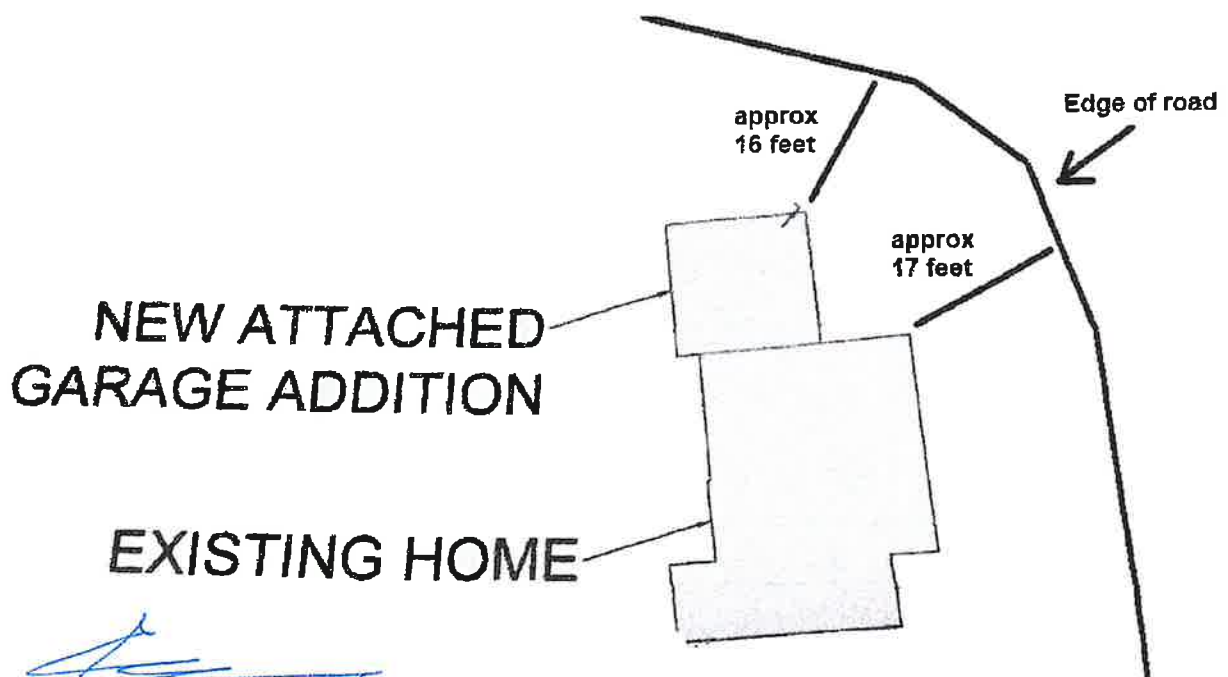 approx
16 feet
Edge of road
approx
17 feet
NEW ATTACHED
GARAGE ADDITION
EXISTING HOME